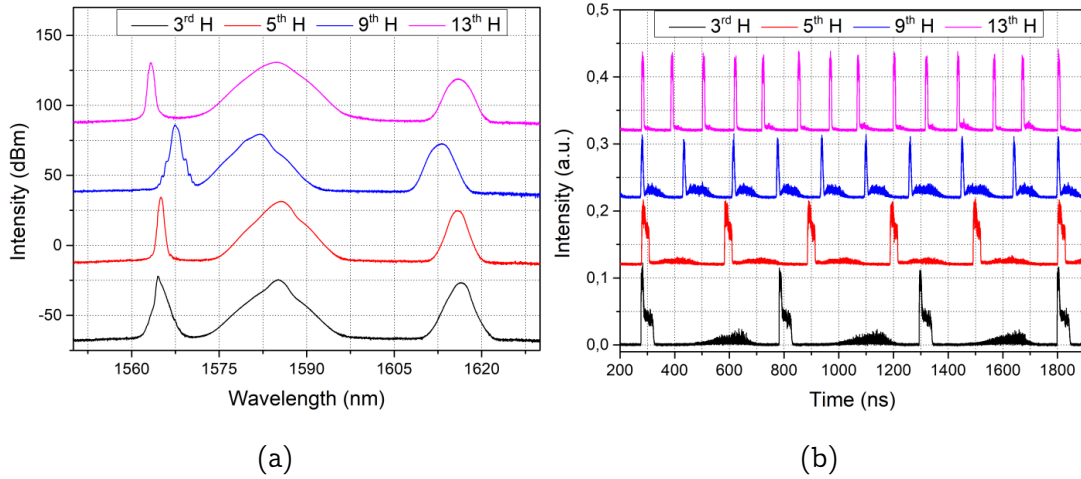 3rd H 5th H 9th H 13th H
150
100
50
0
-50
Intensity (dBm)
1560 1575 1590 1605 1620
Wavelength (nm)
(a)
3rd H 5th H 9th H 13th H
0,5
0,4
0,3
0,2
0,1
0,0
Intensity (a.u.)
200 400 600 800 1000 1200 1400 1600 1800
Time (ns)
(b)